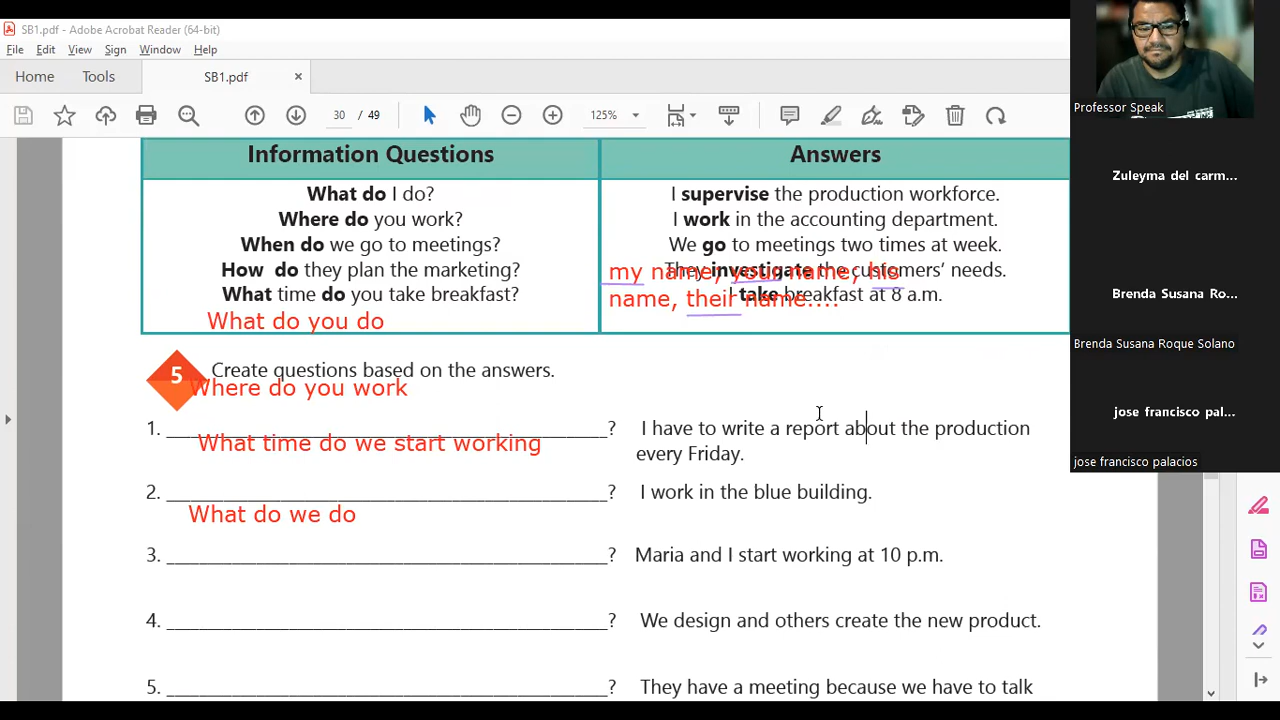 SB1.pdf - Adobe Acrobat Reader (64-bit)
File Edit View Sign Window Help
Home Tools SB1.pdf ×
30 / 49 125%
Information Questions Answers
What do I do? I supervise the production workforce.
Where do you work? I work in the accounting department.
When do we go to meetings? We go to meetings two times at week.
How do they plan the marketing? They investigate the customers' needs.
my name, your name, his
What time do you take breakfast? I take breakfast at 8 a.m.
name, their name....
What do you do
5 Create questions based on the answers.
Where do you work
1. ? I have to write a report about the production
every Friday.
What time do we start working
2. ? I work in the blue building.
What do we do
3. ? Maria and I start working at 10 p.m.
4. ? We design and others create the new product.
5. ? They have a meeting because we have to talk
Professor Speak
Zuleyma del carm...
Brenda Susana Ro...
Brenda Susana Roque Solano
jose francisco pal...
jose francisco palacios